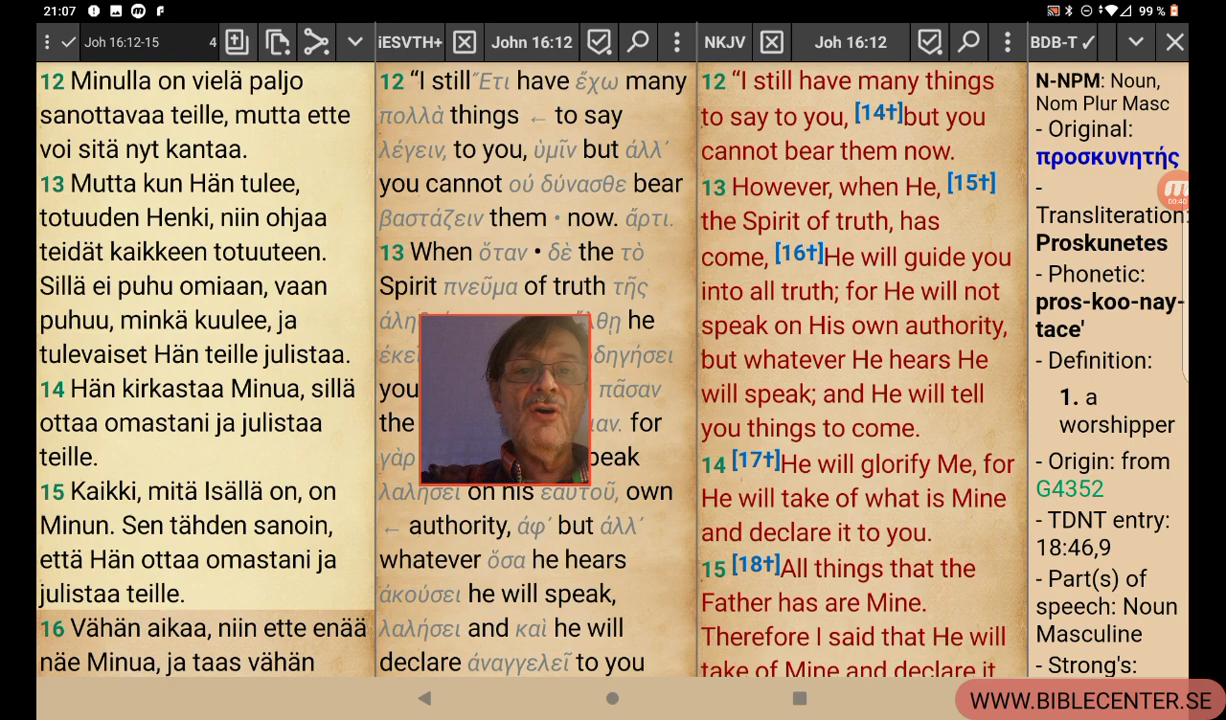 21:07
99 %
Joh 16:12-15 4
12 Minulla on vielä paljo
sanottavaa teille, mutta ette
voi sitä nyt kantaa.
13 Mutta kun Hän tulee,
totuuden Henki, niin ohjaa
teidät kaikkeen totuuteen.
Sillä ei puhu omiaan, vaan
puhuu, minkä kuulee, ja
tulevaiset Hän teille julistaa.
14 Hän kirkastaa Minua, sillä
ottaa omastani ja julistaa
teille.
15 Kaikki, mitä Isällä on, on
Minun. Sen tähden sanoin,
että Hän ottaa omastani ja
julistaa teille.
16 Vähän aikaa, niin ette enää
näe Minua, ja taas vähän
iESVTH+ John 16:12
12 “I still Ἔτι have ἔχω many
πολλὰ things ← to say
λέγειν, to you, ὑμῖν but ἀλλ᾽
you cannot οὐ δύνασθε bear
βαστάζειν them • now. ἄρτι.
13 When ὅταν • δὲ the τὸ
Spirit πνεῦμα of truth τῆς
he
you πᾶσαν
the for
γὰρ
λαλήσει on his ἑαυτοῦ, own
← authority, ἀφ᾽ but ἀλλ᾽
whatever ὅσα he hears
ἀκούσει he will speak,
λαλήσει and καὶ he will
declare ἀναγγελεῖ to you
NKJV Joh 16:12
12 “I still have many things
to say to you, [14†]but you
cannot bear them now.
13 However, when He, [15†]
the Spirit of truth, has
come, [16†]He will guide you
into all truth; for He will not
speak on His own authority,
but whatever He hears He
will speak; and He will tell
you things to come.
14 [17†]He will glorify Me, for
He will take of what is Mine
and declare it to you.
15 [18†]All things that the
Father has are Mine.
Therefore I said that He will
take of Mine and declare it
BDB-T ✓
N-NPM: Noun,
Nom Plur Masc
- Original:
προσκυνητής
-
Transliteration:
Proskunetes
- Phonetic:
pros-koo-nay-
tace'
- Definition:
1. a
worshipper
- Origin: from
G4352
- TDNT entry:
18:46,9
- Part(s) of
speech: Noun
Masculine
- Strong's:
00:40
WWW.BIBLECENTER.SE